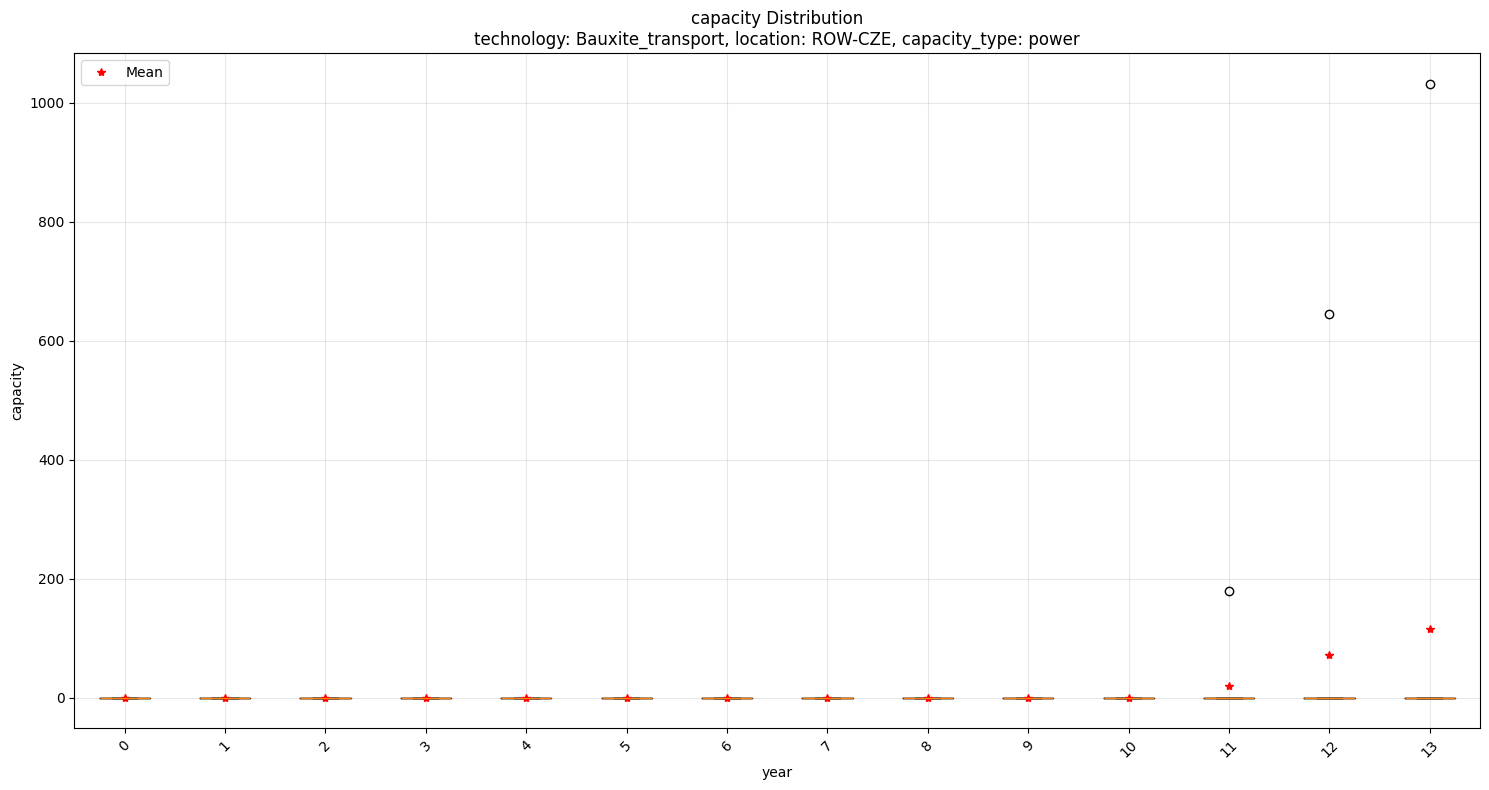 capacity Distribution
technology: Bauxite_transport, location: ROW-CZE, capacity_type: power
Mean
1000
800
600
400
200
0
capacity
0 1 2 3 4 5 6 7 8 9 10 11 12 13
year